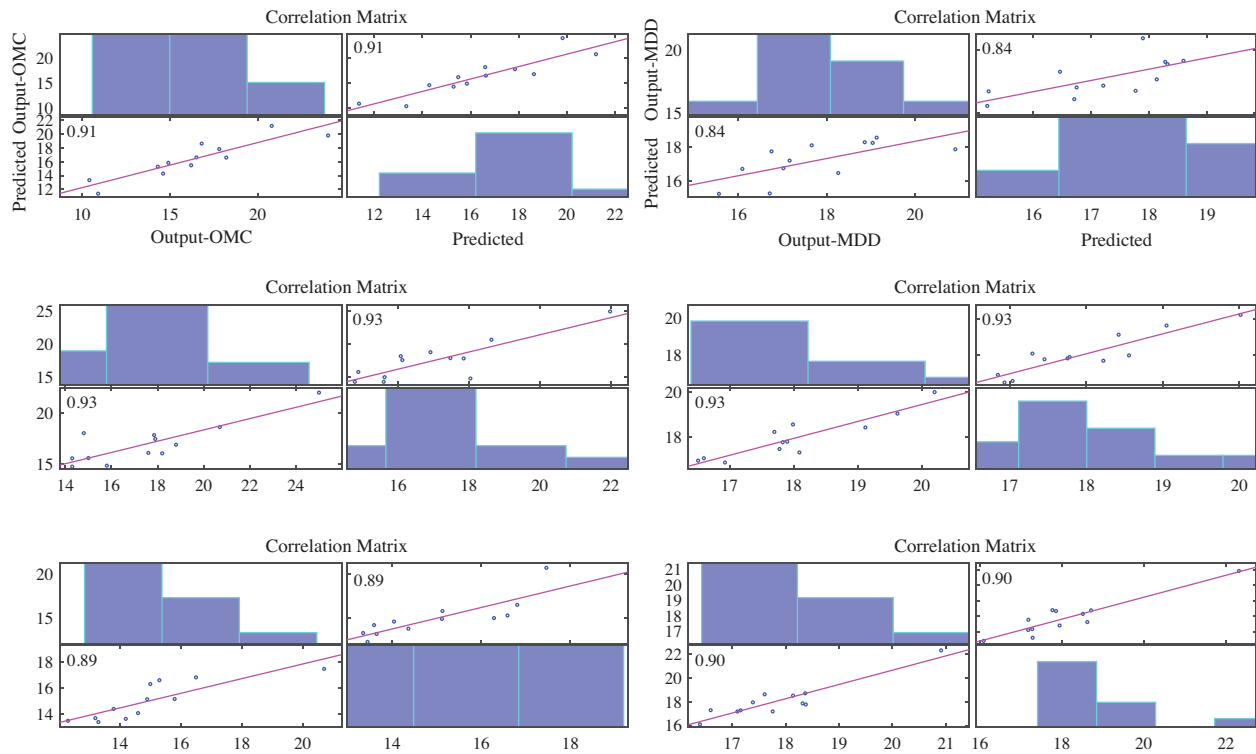 Correlation Matrix
Predicted Output-OMC
20
15
10
0.91
22
20
18
16
14
12
0.91
10 15 20
12 14 16 18 20 22
Output-OMC
Predicted
Correlation Matrix
Predicted Output-MDD
20
15
0.84
18
16
0.84
16 18 20
16 17 18 19
Output-MDD
Predicted
Correlation Matrix
25
20
15
0.93
20
15
0.93
14 16 18 20 22 24
16 18 20 22
Correlation Matrix
20
18
16
0.93
20
18
0.93
17 18 19 20
17 18 19 20
Correlation Matrix
20
15
0.89
18
16
14
0.89
14 16 18 20
14 16 18
Correlation Matrix
21
20
19
18
17
0.90
22
20
18
16
0.90
17 18 19 20 21
16 18 20 22